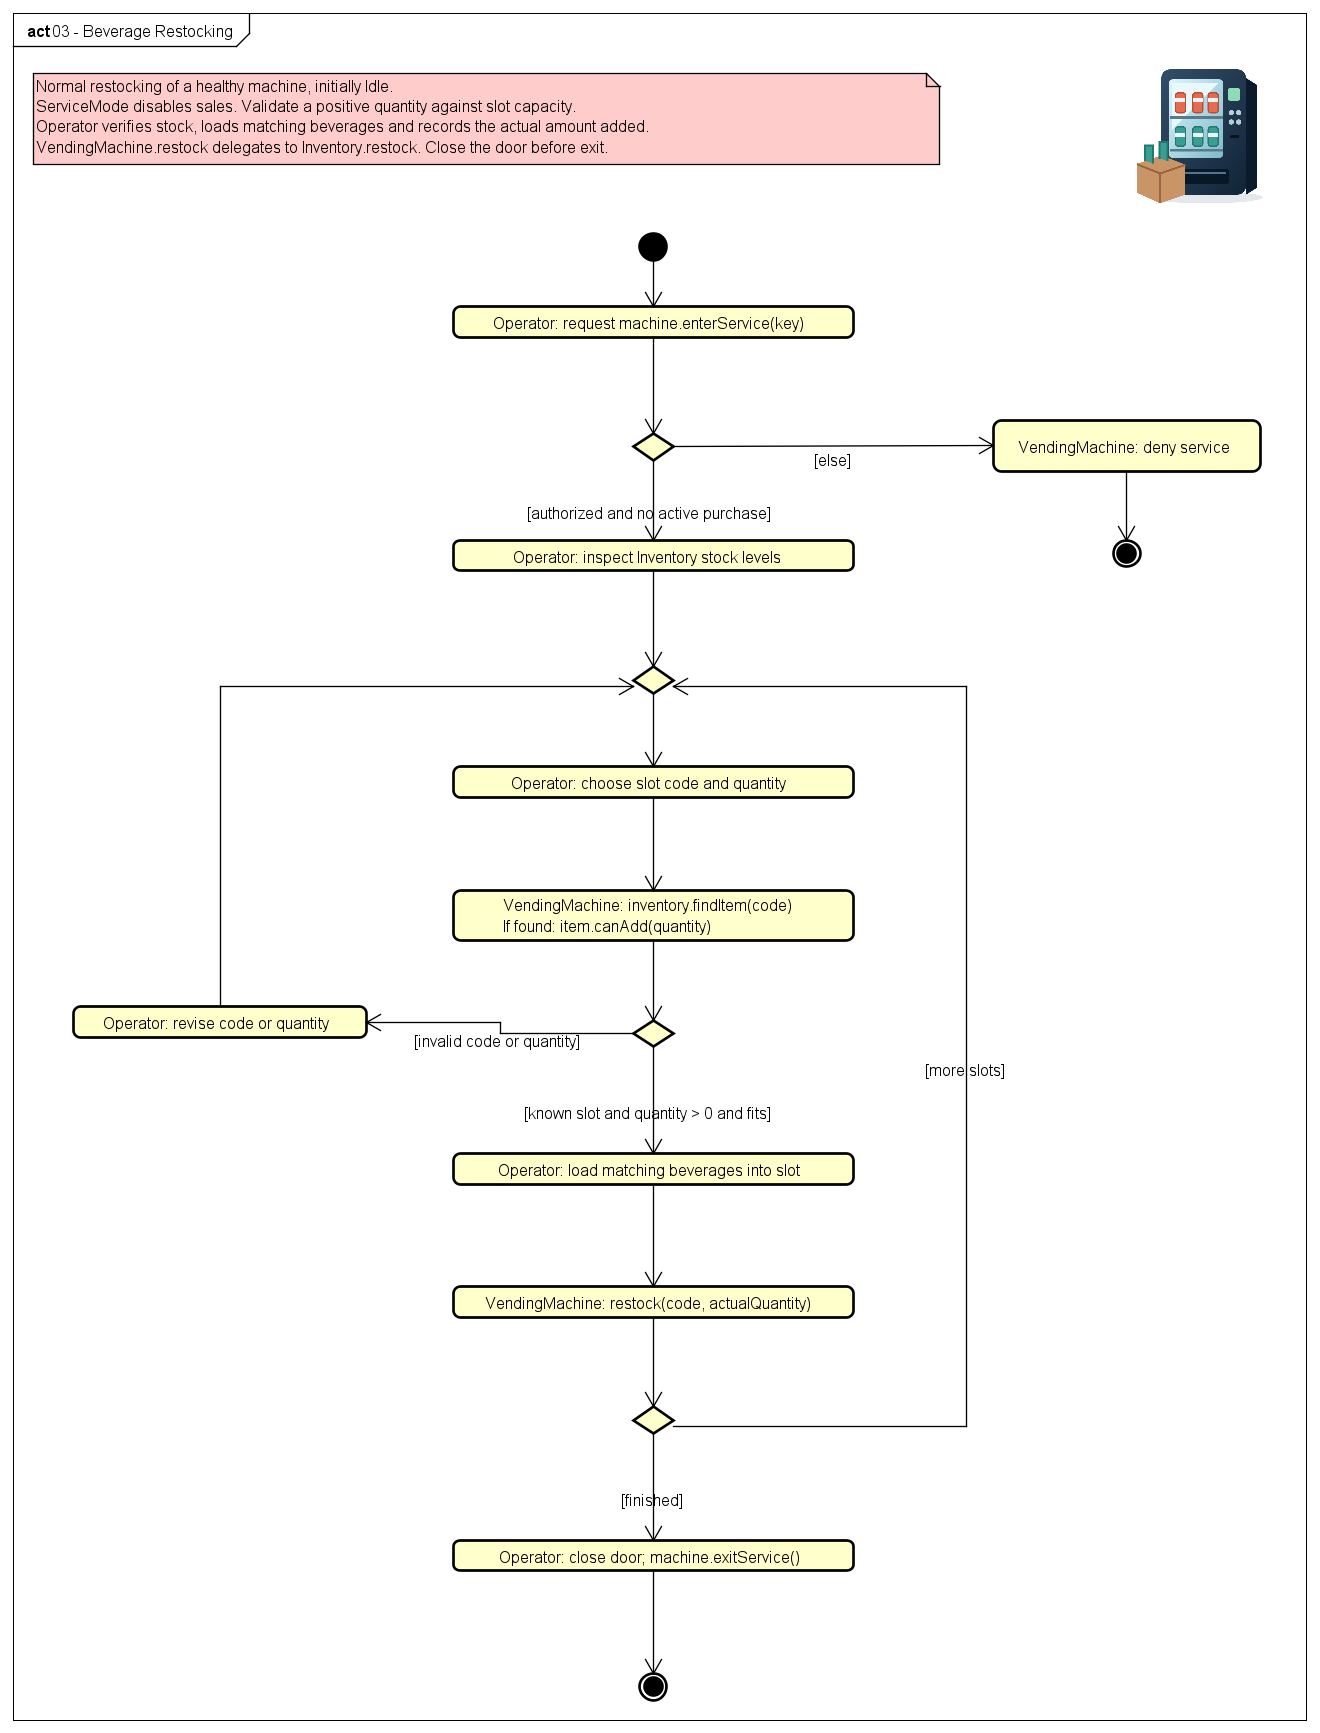 act 03 - Beverage Restocking
Normal restocking of a healthy machine, initially Idle.
ServiceMode disables sales. Validate a positive quantity against slot capacity.
Operator verifies stock, loads matching beverages and records the actual amount added.
VendingMachine.restock delegates to Inventory.restock. Close the door before exit.
Operator: request machine.enterService(key)
VendingMachine: deny service
[else]
[authorized and no active purchase]
Operator: inspect Inventory stock levels
Operator: choose slot code and quantity
VendingMachine: inventory.findItem(code)
If found: item.canAdd(quantity)
Operator: revise code or quantity
[invalid code or quantity]
[more slots]
[known slot and quantity > 0 and fits]
Operator: load matching beverages into slot
VendingMachine: restock(code, actualQuantity)
[finished]
Operator: close door; machine.exitService()